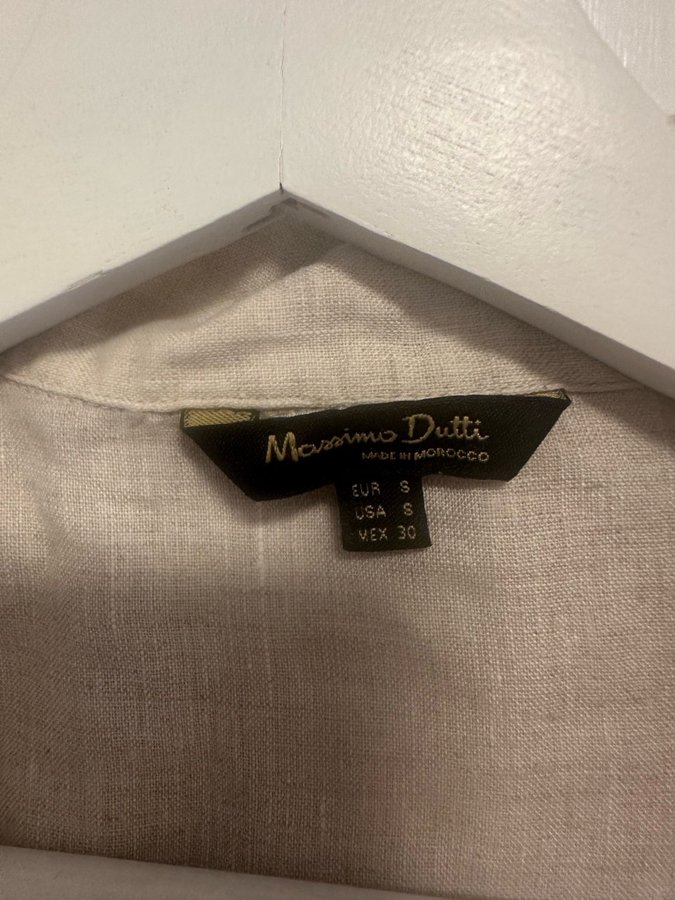 Massimo Dutti
MADE IN MOROCCO
EUR S
USA S
MEX 30